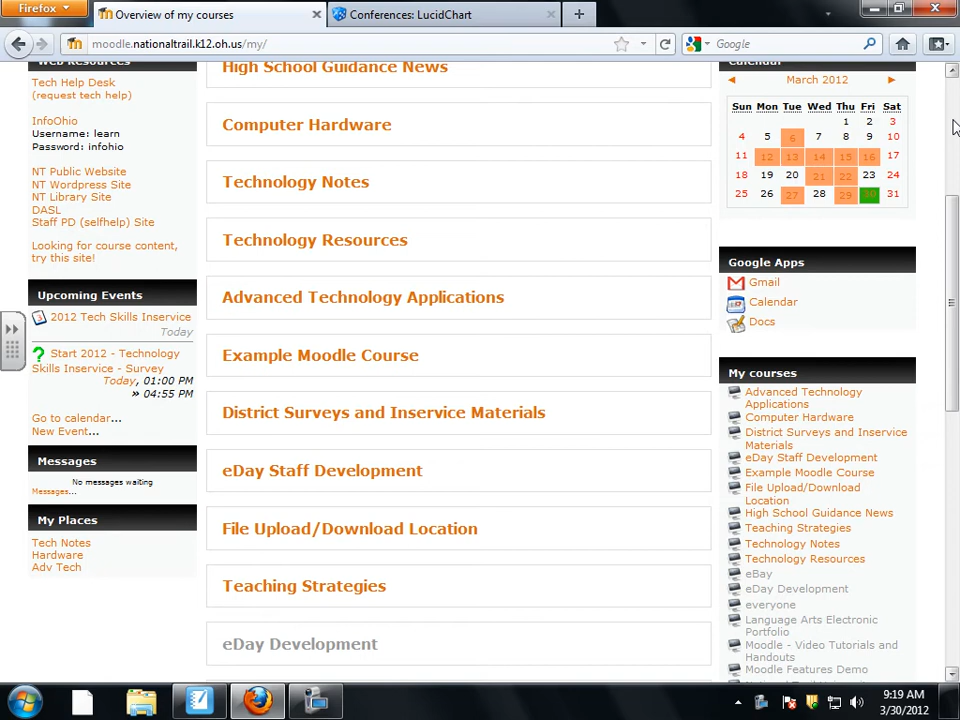 Firefox
Overview of my courses
Conferences: LucidChart
moodle.nationaltrail.k12.oh.us/my/
Google
Web Resources
Tech Help Desk
(request tech help)
InfoOhio
Username: learn
Password: infohio
NT Public Website
NT Wordpress Site
NT Library Site
DASL
Staff PD (selfhelp) Site
Looking for course content,
try this site!
Upcoming Events
2012 Tech Skills Inservice
Today
Start 2012 - Technology
Skills Inservice - Survey
Today, 01:00 PM
» 04:55 PM
Go to calendar...
New Event...
Messages
No messages waiting
Messages...
My Places
Tech Notes
Hardware
Adv Tech
High School Guidance News
Computer Hardware
Technology Notes
Technology Resources
Advanced Technology Applications
Example Moodle Course
District Surveys and Inservice Materials
eDay Staff Development
File Upload/Download Location
Teaching Strategies
eDay Development
Calendar
◄ March 2012 ►
Sun Mon Tue Wed Thu Fri Sat
1 2 3
4 5 6 7 8 9 10
11 12 13 14 15 16 17
18 19 20 21 22 23 24
25 26 27 28 29 30 31
Google Apps
Gmail
Calendar
Docs
My courses
Advanced Technology
Applications
Computer Hardware
District Surveys and Inservice
Materials
eDay Staff Development
Example Moodle Course
File Upload/Download
Location
High School Guidance News
Teaching Strategies
Technology Notes
Technology Resources
eBay
eDay Development
everyone
Language Arts Electronic
Portfolio
Moodle - Video Tutorials and
Handouts
Moodle Features Demo
9:19 AM
3/30/2012